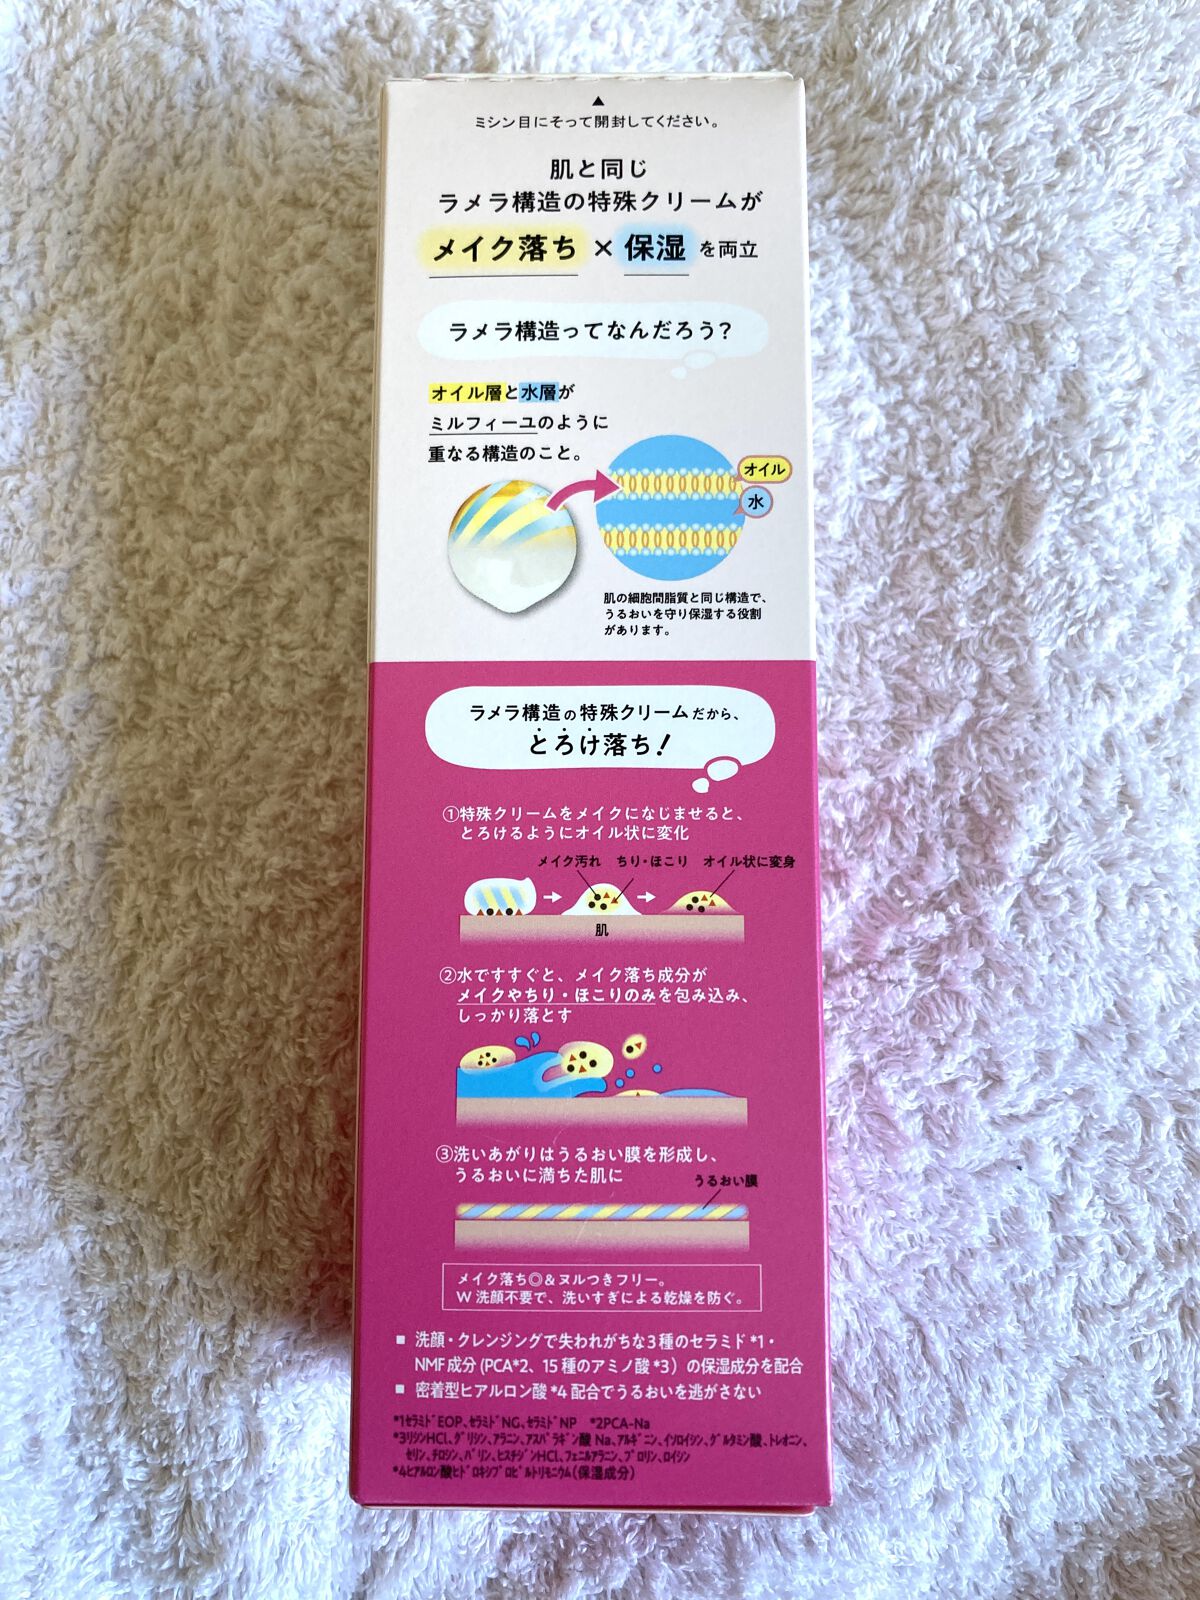 ▲
ミシン目にそって開封してください。
肌と同じ
ラメラ構造の特殊クリームが
メイク落ち × 保湿 を両立
ラメラ構造ってなんだろう?
オイル層と水層が
ミルフィーユのように
重なる構造のこと。
オイル
水
肌の細胞間脂質と同じ構造で、
うるおいを守り保湿する役割
があります。
ラメラ構造の特殊クリームだから、
とろけ落ち!
①特殊クリームをメイクになじませると、
とろけるようにオイル状に変化
メイク汚れ ちり・ほこり オイル状に変身
肌
②水ですすぐと、メイク落ち成分が
メイクやちり・ほこりのみを包み込み、
しっかり落とす
③洗いあがりはうるおい膜を形成し、
うるおいに満ちた肌に
うるおい膜
メイク落ち◎&ヌルつきフリー。
W洗顔不要で、洗いすぎによる乾燥を防ぐ。
■ 洗顔・クレンジングで失われがちな3種のセラミド*1・
NMF成分(PCA*2、15種のアミノ酸*3)の保湿成分を配合
■ 密着型ヒアルロン酸*4配合でうるおいを逃がさない
*1セラミドEOP、セラミドNG、セラミドNP *2PCA-Na
*3リシンHCl、グリシン、アラニン、アスパラギン酸Na、アルギニン、イソロイシン、グルタミン酸、トレオニン、
セリン、チロシン、バリン、ヒスチジンHCl、フェニルアラニン、プロリン、ロイシン
*4ヒアルロン酸ヒドロキシプロピルトリモニウム(保湿成分)